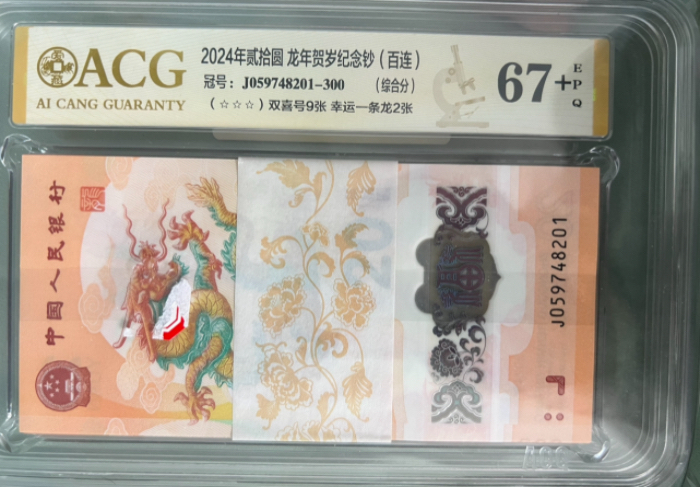 ACG
AI CANG GUARANTY
2024年贰拾圆 龙年贺岁纪念钞（百连）
冠号：J059748201-300 （综合分）
（☆☆☆）双喜号9张 幸运一条龙2张
67+
EPQ
中国人民银行
J059748201